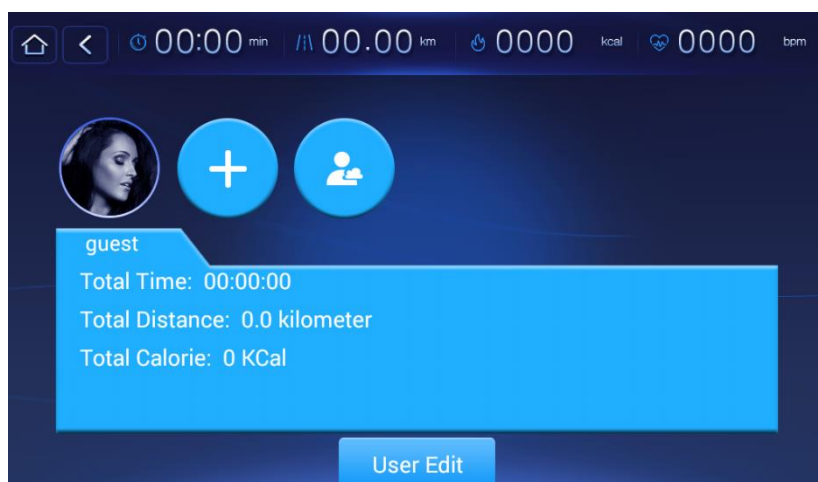 00:00 min 00.00 km 0000 kcal 0000 bpm
guest
Total Time: 00:00:00
Total Distance: 0.0 kilometer
Total Calorie: 0 KCal
User Edit